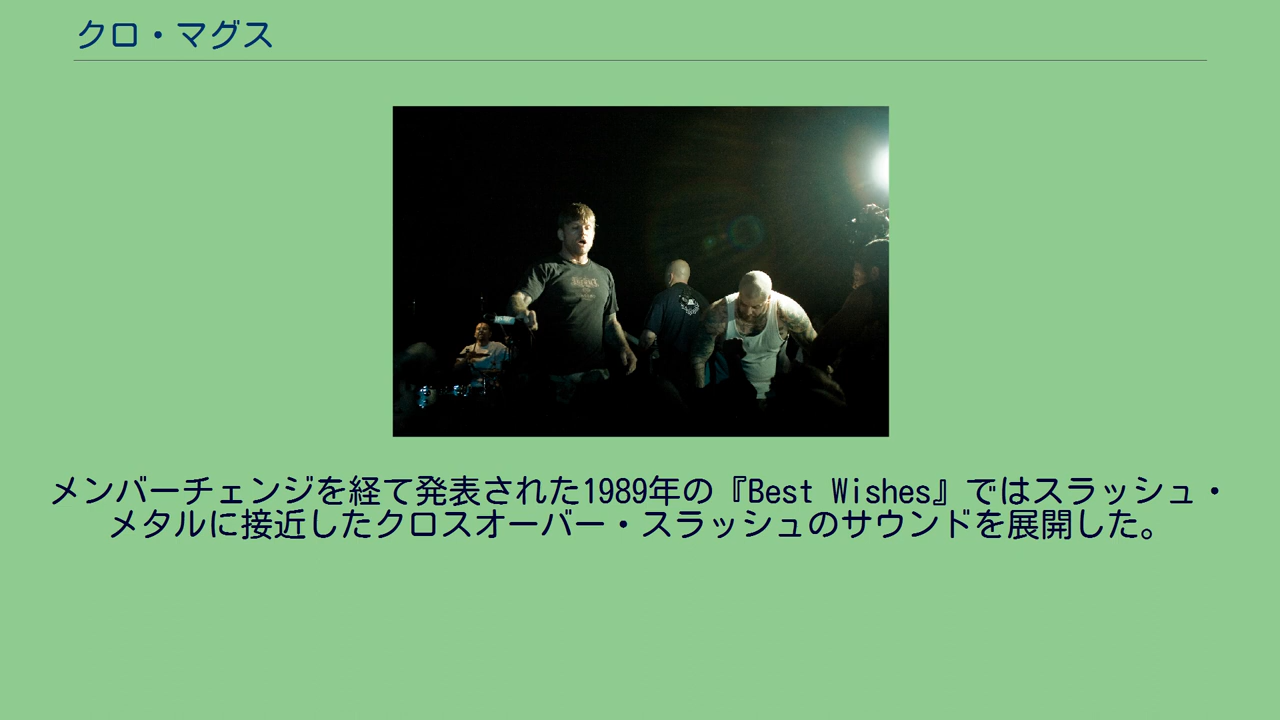 クロ・マグス
メンバーチェンジを経て発表された1989年の『Best Wishes』ではスラッシュ・
メタルに接近したクロスオーバー・スラッシュのサウンドを展開した。